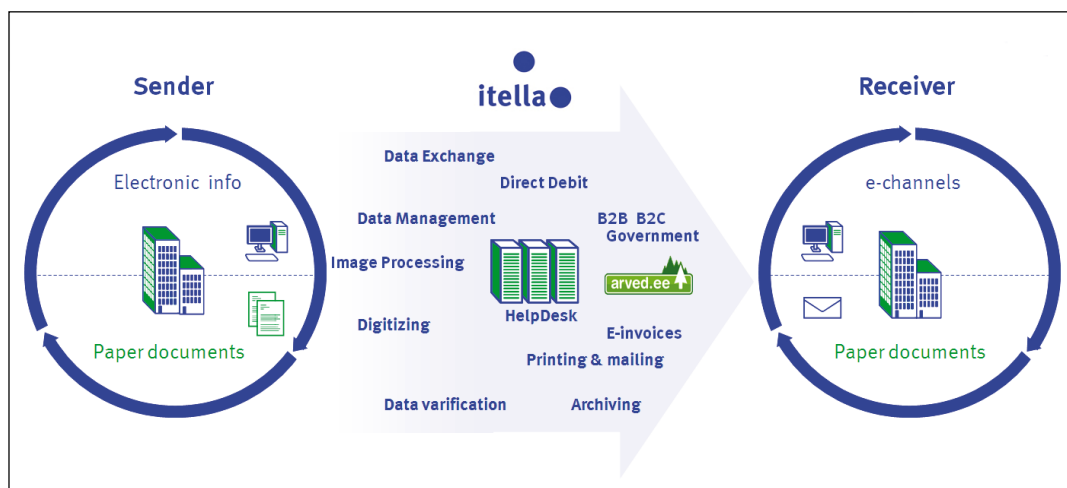 Sender
itella
Receiver
Electronic info
Paper documents
Data Exchange
Direct Debit
Data Management
B2B B2C
Government
Image Processing
arved.ee
HelpDesk
Digitizing
E-invoices
Printing & mailing
Data varification
Archiving
e-channels
Paper documents